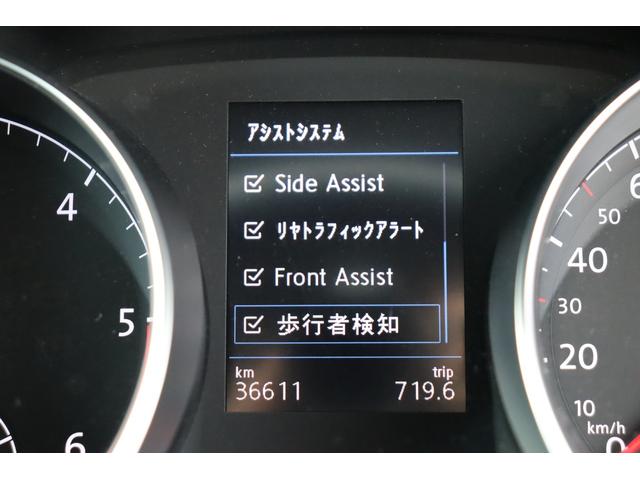 アシストシステム
Side Assist
リヤトラフィックアラート
Front Assist
歩行者検知
km trip
36611 719.6
4
5
6
6
50
40
30
20
10
km/h
0